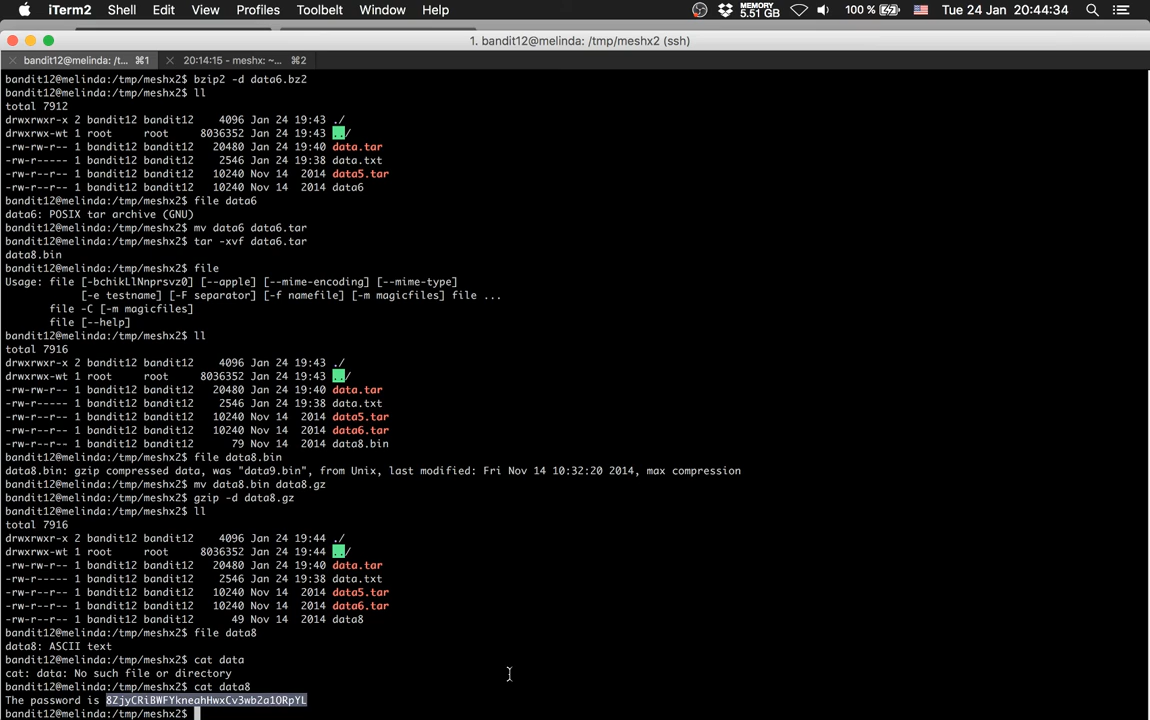 iTerm2 Shell Edit View Profiles Toolbelt Window Help MEMORY 5.51 GB 100 % Tue 24 Jan 20:44:34
1. bandit12@melinda: /tmp/meshx2 (ssh)
bandit12@melinda: /t... ⌘1 20:14:15 - meshx: ~... ⌘2
bandit12@melinda:/tmp/meshx2$ bzip2 -d data6.bz2
bandit12@melinda:/tmp/meshx2$ ll
total 7912
drwxrwxr-x 2 bandit12 bandit12    4096 Jan 24 19:43 ./
drwxrwx-wt 1 root     root     8036352 Jan 24 19:43 ../
-rw-rw-r-- 1 bandit12 bandit12   20480 Jan 24 19:40 data.tar
-rw-r----- 1 bandit12 bandit12    2546 Jan 24 19:38 data.txt
-rw-r--r-- 1 bandit12 bandit12   10240 Nov 14  2014 data5.tar
-rw-r--r-- 1 bandit12 bandit12   10240 Nov 14  2014 data6
bandit12@melinda:/tmp/meshx2$ file data6
data6: POSIX tar archive (GNU)
bandit12@melinda:/tmp/meshx2$ mv data6 data6.tar
bandit12@melinda:/tmp/meshx2$ tar -xvf data6.tar
data8.bin
bandit12@melinda:/tmp/meshx2$ file
Usage: file [-bchikLlNnprsvz0] [--apple] [--mime-encoding] [--mime-type]
            [-e testname] [-F separator] [-f namefile] [-m magicfiles] file ...
       file -C [-m magicfiles]
       file [--help]
bandit12@melinda:/tmp/meshx2$ ll
total 7916
drwxrwxr-x 2 bandit12 bandit12    4096 Jan 24 19:43 ./
drwxrwx-wt 1 root     root     8036352 Jan 24 19:43 ../
-rw-rw-r-- 1 bandit12 bandit12   20480 Jan 24 19:40 data.tar
-rw-r----- 1 bandit12 bandit12    2546 Jan 24 19:38 data.txt
-rw-r--r-- 1 bandit12 bandit12   10240 Nov 14  2014 data5.tar
-rw-r--r-- 1 bandit12 bandit12   10240 Nov 14  2014 data6.tar
-rw-r--r-- 1 bandit12 bandit12      79 Nov 14  2014 data8.bin
bandit12@melinda:/tmp/meshx2$ file data8.bin
data8.bin: gzip compressed data, was "data9.bin", from Unix, last modified: Fri Nov 14 10:32:20 2014, max compression
bandit12@melinda:/tmp/meshx2$ mv data8.bin data8.gz
bandit12@melinda:/tmp/meshx2$ gzip -d data8.gz
bandit12@melinda:/tmp/meshx2$ ll
total 7916
drwxrwxr-x 2 bandit12 bandit12    4096 Jan 24 19:44 ./
drwxrwx-wt 1 root     root     8036352 Jan 24 19:44 ../
-rw-rw-r-- 1 bandit12 bandit12   20480 Jan 24 19:40 data.tar
-rw-r----- 1 bandit12 bandit12    2546 Jan 24 19:38 data.txt
-rw-r--r-- 1 bandit12 bandit12   10240 Nov 14  2014 data5.tar
-rw-r--r-- 1 bandit12 bandit12   10240 Nov 14  2014 data6.tar
-rw-r--r-- 1 bandit12 bandit12      49 Nov 14  2014 data8
bandit12@melinda:/tmp/meshx2$ file data8
data8: ASCII text
bandit12@melinda:/tmp/meshx2$ cat data
cat: data: No such file or directory
bandit12@melinda:/tmp/meshx2$ cat data8
The password is 8ZjyCRiBWFYkneahHwxCv3wb2a1ORpYL
bandit12@melinda:/tmp/meshx2$